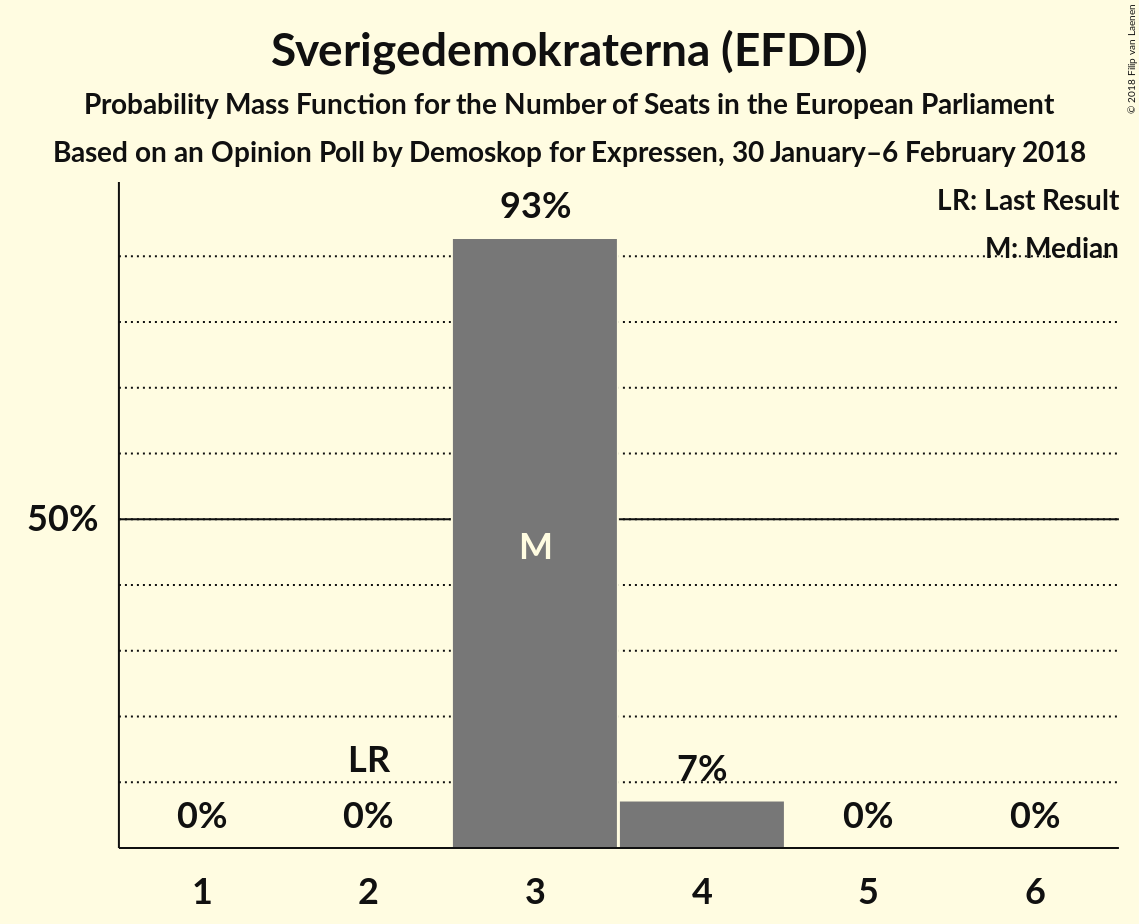 Sverigedemokraterna (EFDD)
Probability Mass Function for the Number of Seats in the European Parliament
Based on an Opinion Poll by Demoskop for Expressen, 30 January–6 February 2018
© 2018 Filip van Laenen
LR: Last Result
M: Median
93%
50%
M
LR
7%
0%
0%
0%
0%
1
2
3
4
5
6